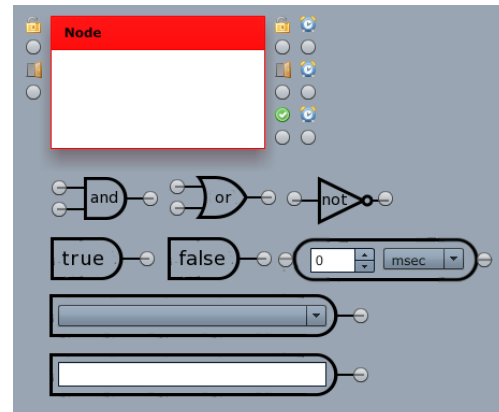 Node
and
or
not
true
false
0
msec